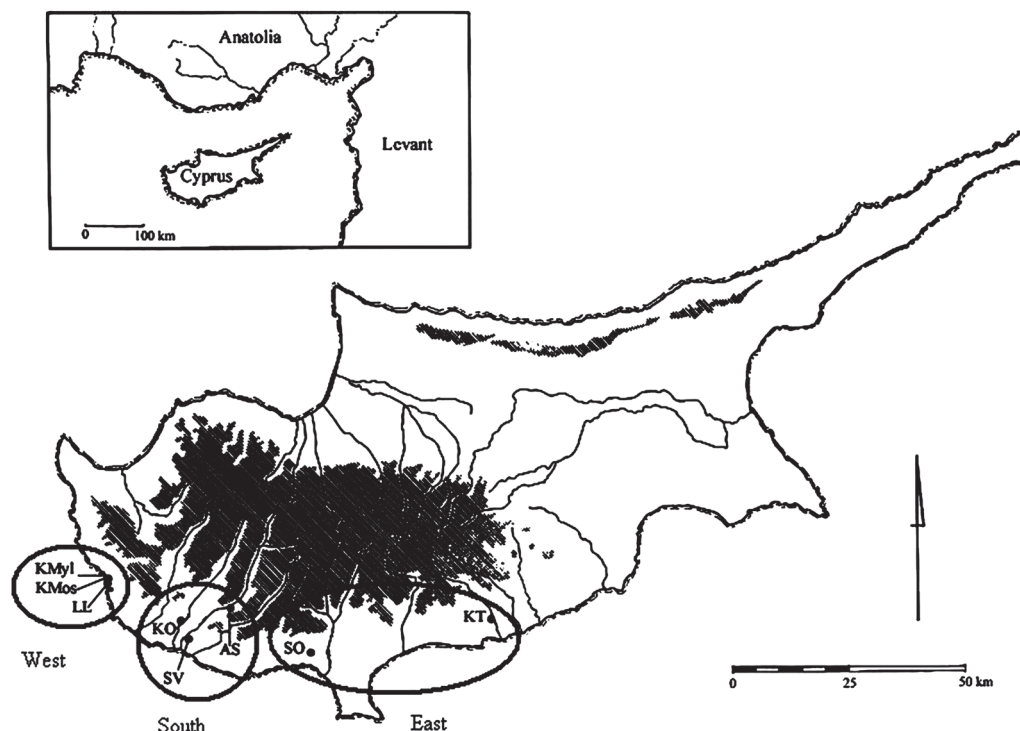 Anatolia
Levant
Cyprus
0 100 km
KMyl
KMos
LL
KO
AS
SV
SO
KT
West
South
East
0 25 50 km